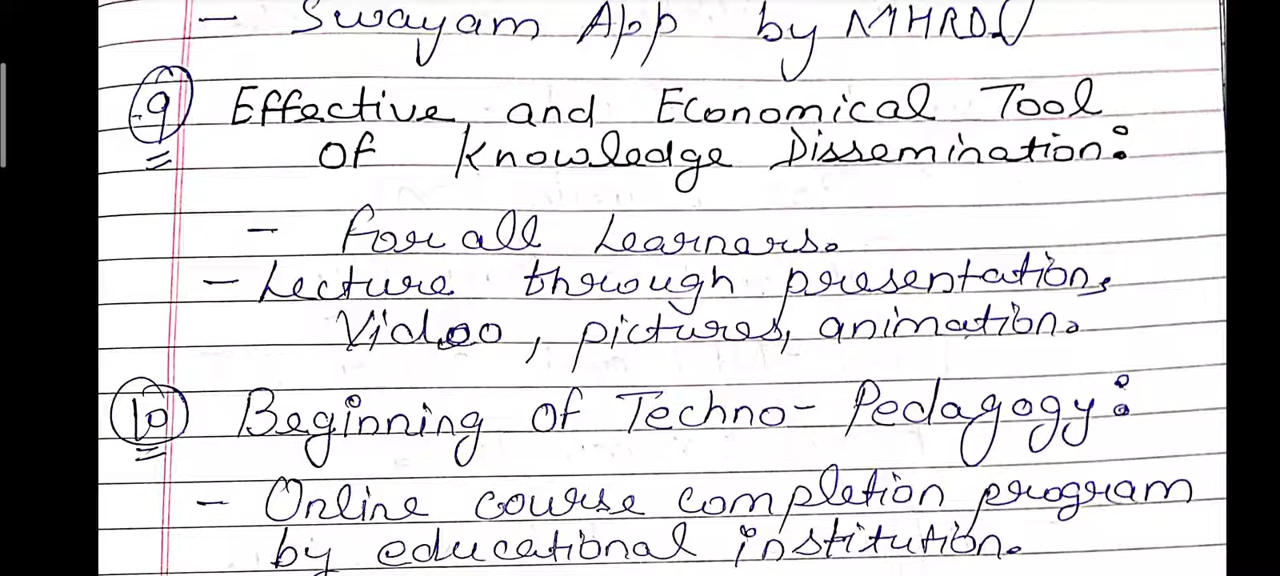 - Swayam App by MHRD
9 Effective and Economical Tool
Of Knowledge Dissemination:
- For all Learners.
- Lecture through presentation,
Video, pictures, animation.
10 Beginning of Techno-Pedagogy:
- Online course completion program
by educational institution.